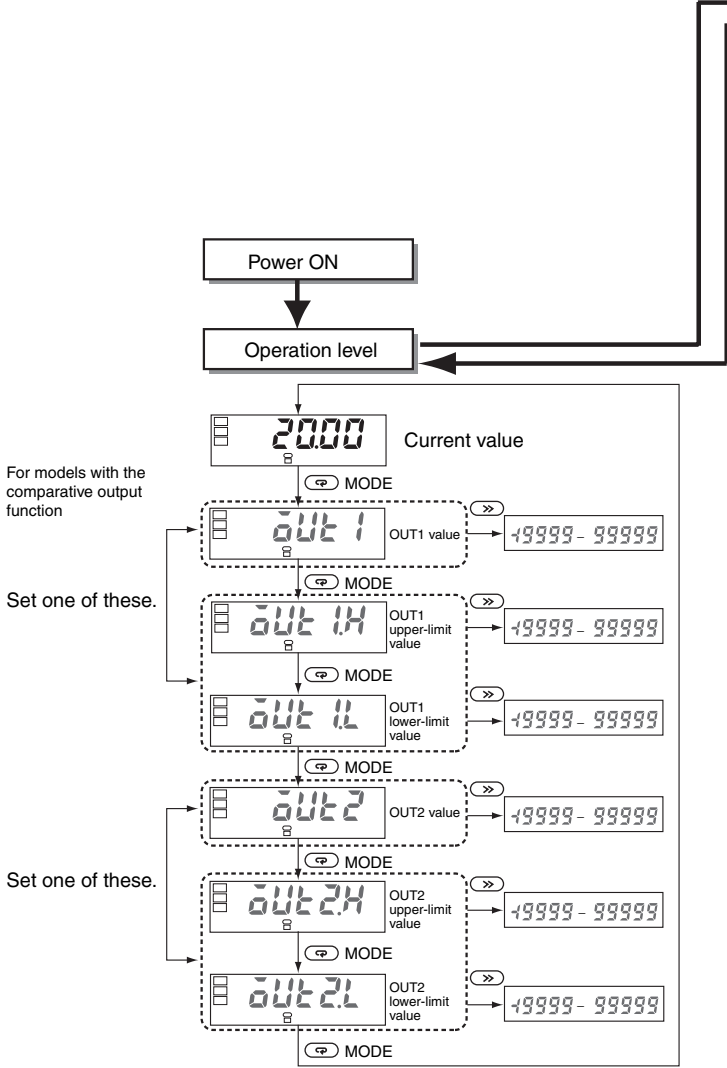 Power ON
Operation level
20.00
Current value
MODE
For models with the
comparative output
function
out 1
OUT1 value
-19999 - 99999
MODE
Set one of these.
out 1.H
OUT1
upper-limit
value
-19999 - 99999
MODE
out 1.L
OUT1
lower-limit
value
-19999 - 99999
MODE
out2
OUT2 value
-19999 - 99999
MODE
Set one of these.
out2.H
OUT2
upper-limit
value
-19999 - 99999
MODE
out2.L
OUT2
lower-limit
value
-19999 - 99999
MODE